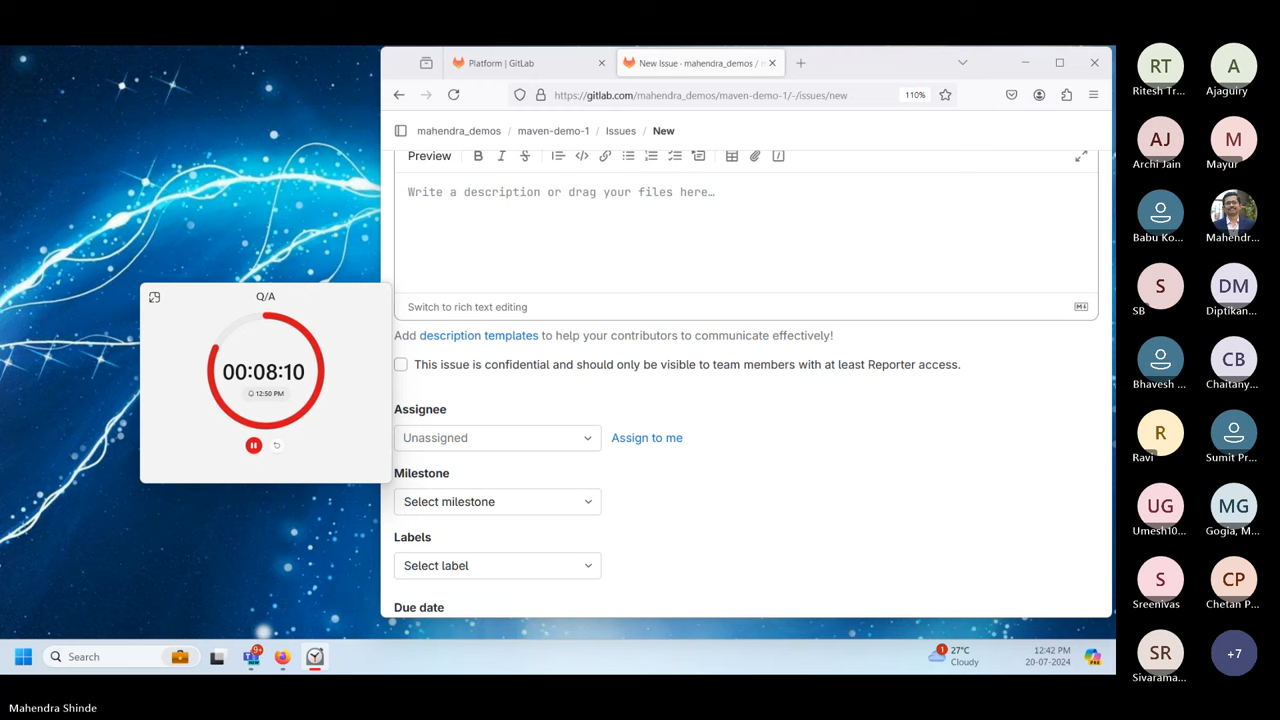 Platform | GitLab
New Issue · mahendra_demos / m
https://gitlab.com/mahendra_demos/maven-demo-1/-/issues/new
110%
mahendra_demos / maven-demo-1 / Issues / New
Preview
Write a description or drag your files here…
Switch to rich text editing
Add description templates to help your contributors to communicate effectively!
This issue is confidential and should only be visible to team members with at least Reporter access.
Assignee
Unassigned
Assign to me
Milestone
Select milestone
Labels
Select label
Due date
Q/A
00:08:10
12:50 PM
Search
9+
1
27°C
Cloudy
12:42 PM
20-07-2024
RT
Ritesh Tr...
A
Ajaguiry
AJ
Archi Jain
M
Mayur
Babu Ko...
Mahendr...
S
SB
DM
Diptikan...
Bhavesh ...
CB
Chaitany...
R
Ravi
Sumit Pr...
UG
Umesh10...
MG
Gogia, M...
S
Sreenivas
CP
Chetan P...
SR
Sivarama...
+7
Mahendra Shinde